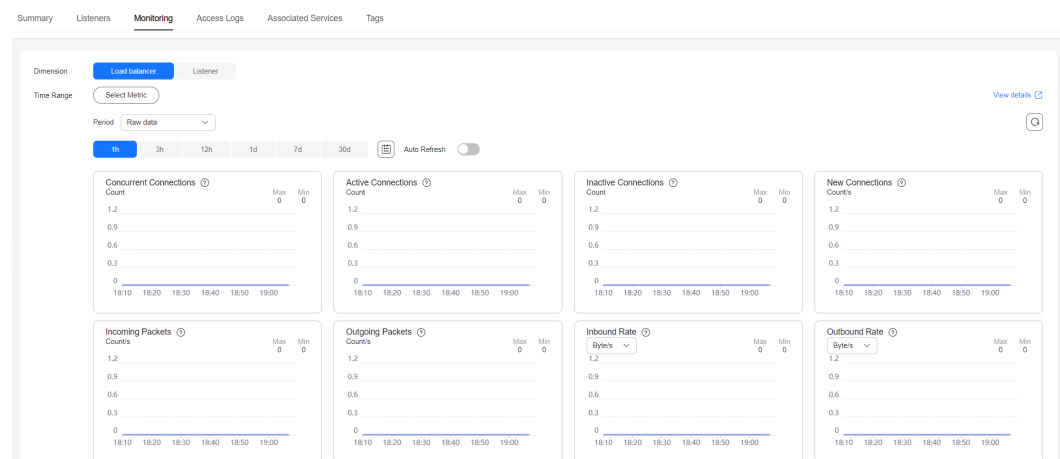 Summary Listeners Monitoring Access Logs Associated Services Tags
Dimension Load balancer Listener
Time Range Select Metric View details
Period Raw data
1h 3h 12h 1d 7d 30d Auto Refresh
Concurrent Connections
Count
Max Min
0 0
1.2
0.9
0.6
0.3
0
18:10 18:20 18:30 18:40 18:50 19:00
Active Connections
Count
Max Min
0 0
1.2
0.9
0.6
0.3
0
18:10 18:20 18:30 18:40 18:50 19:00
Inactive Connections
Count
Max Min
0 0
1.2
0.9
0.6
0.3
0
18:10 18:20 18:30 18:40 18:50 19:00
New Connections
Count/s
Max Min
0 0
1.2
0.9
0.6
0.3
0
18:10 18:20 18:30 18:40 18:50 19:00
Incoming Packets
Count/s
Max Min
0 0
1.2
0.9
0.6
0.3
0
18:10 18:20 18:30 18:40 18:50 19:00
Outgoing Packets
Count/s
Max Min
0 0
1.2
0.9
0.6
0.3
0
18:10 18:20 18:30 18:40 18:50 19:00
Inbound Rate
Byte/s
Max Min
0 0
1.2
0.9
0.6
0.3
0
18:10 18:20 18:30 18:40 18:50 19:00
Outbound Rate
Byte/s
Max Min
0 0
1.2
0.9
0.6
0.3
0
18:10 18:20 18:30 18:40 18:50 19:00